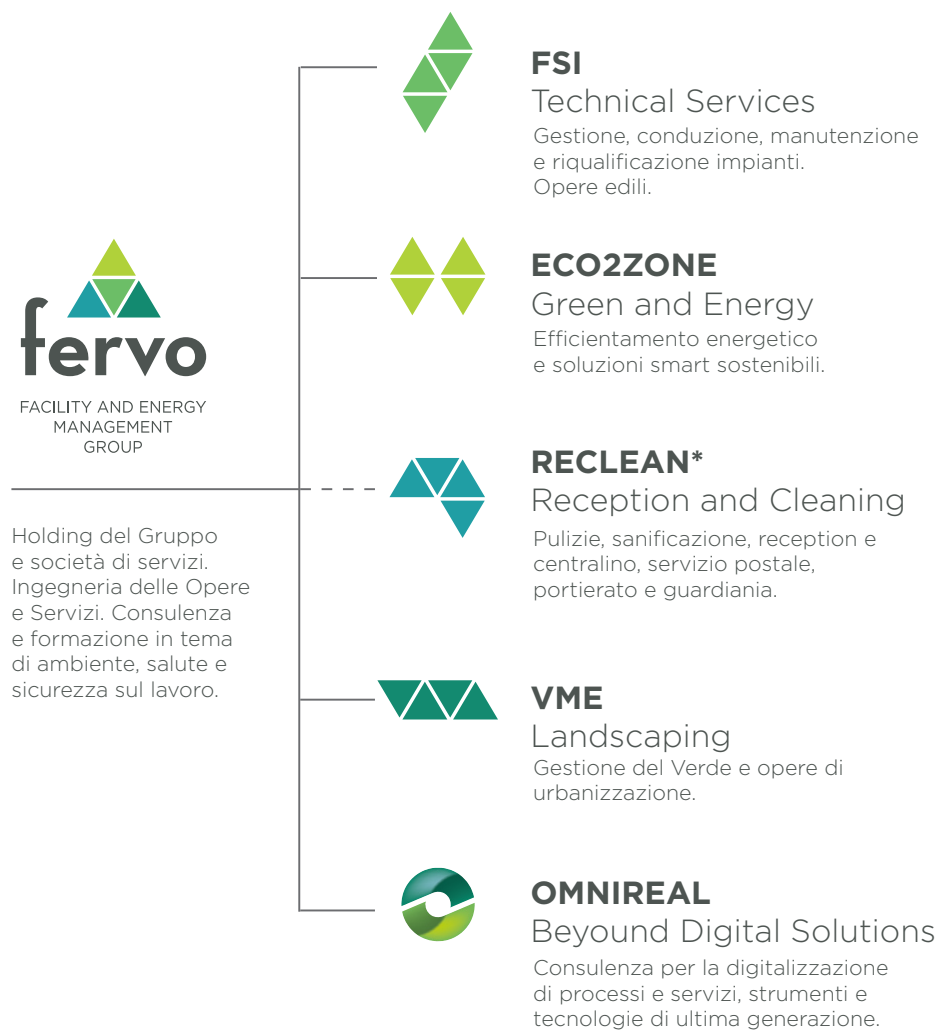 fervo
FACILITY AND ENERGY
MANAGEMENT
GROUP
Holding del Gruppo
e società di servizi.
Ingegneria delle Opere
e Servizi. Consulenza
e formazione in tema
di ambiente, salute e
sicurezza sul lavoro.
FSI
Technical Services
Gestione, conduzione, manutenzione
e riqualificazione impianti.
Opere edili.
ECO2ZONE
Green and Energy
Efficientamento energetico
e soluzioni smart sostenibili.
RECLEAN*
Reception and Cleaning
Pulizie, sanificazione, reception e
centralino, servizio postale,
portierato e guardiania.
VME
Landscaping
Gestione del Verde e opere di
urbanizzazione.
OMNIREAL
Beyound Digital Solutions
Consulenza per la digitalizzazione
di processi e servizi, strumenti e
tecnologie di ultima generazione.